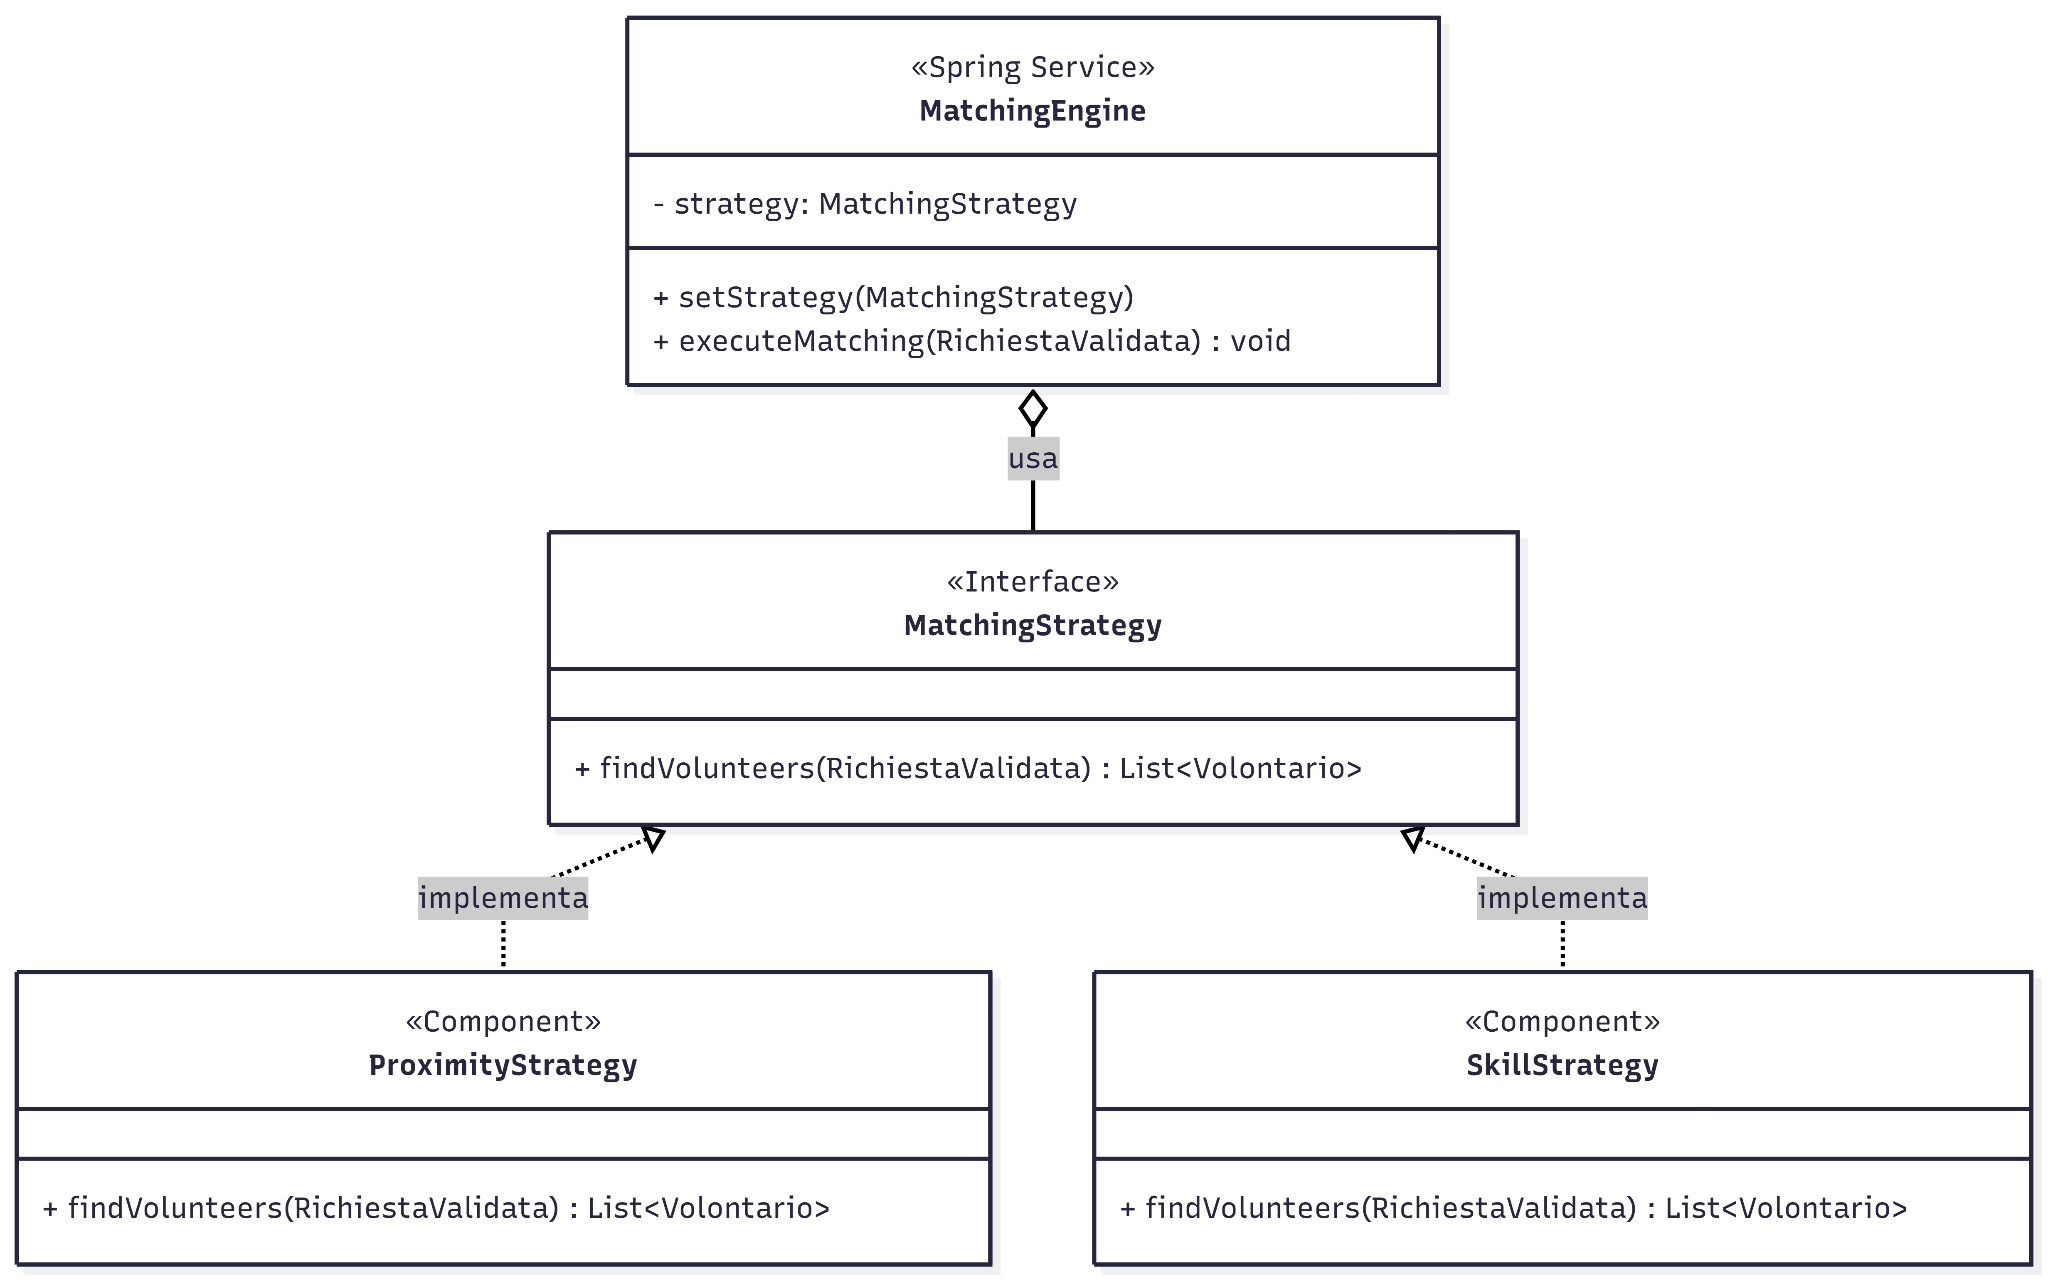 «Spring Service»
MatchingEngine
- strategy: MatchingStrategy
+ setStrategy(MatchingStrategy)
+ executeMatching(RichiestaValidata) : void
usa
«Interface»
MatchingStrategy
+ findVolunteers(RichiestaValidata) : List<Volontario>
implementa
implementa
«Component»
ProximityStrategy
+ findVolunteers(RichiestaValidata) : List<Volontario>
«Component»
SkillStrategy
+ findVolunteers(RichiestaValidata) : List<Volontario>